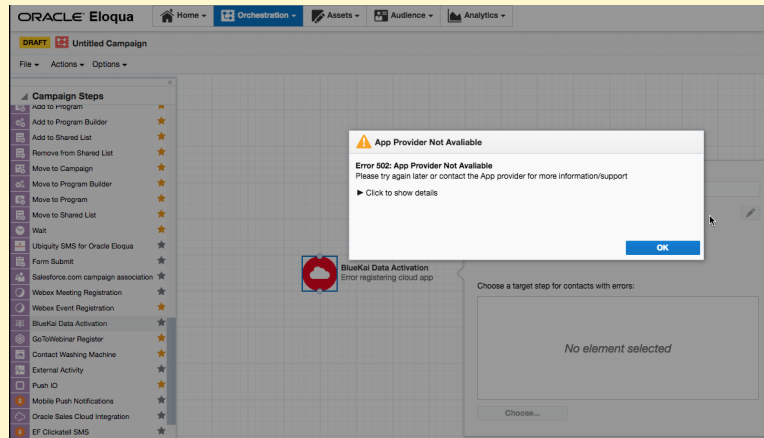 ORACLE Eloqua
Home
Orchestration
Assets
Audience
Analytics
DRAFT Untitled Campaign
File Actions Options
Campaign Steps
Add to Program
Add to Program Builder
Add to Shared List
Remove from Shared List
Move to Campaign
Move to Program Builder
Move to Program
Move to Shared List
Wait
Ubiquity SMS for Oracle Eloqua
Form Submit
Salesforce.com campaign association
Webex Meeting Registration
Webex Event Registration
BlueKai Data Activation
GoToWebinar Register
Contact Washing Machine
External Activity
Push IO
Mobile Push Notifications
Oracle Sales Cloud Integration
EF Clickatell SMS
App Provider Not Avaliable
Error 502: App Provider Not Avaliable
Please try again later or contact the App provider for more information/support
Click to show details
OK
BlueKai Data Activation
Error registering cloud app
Choose a target step for contacts with errors:
No element selected
Choose...